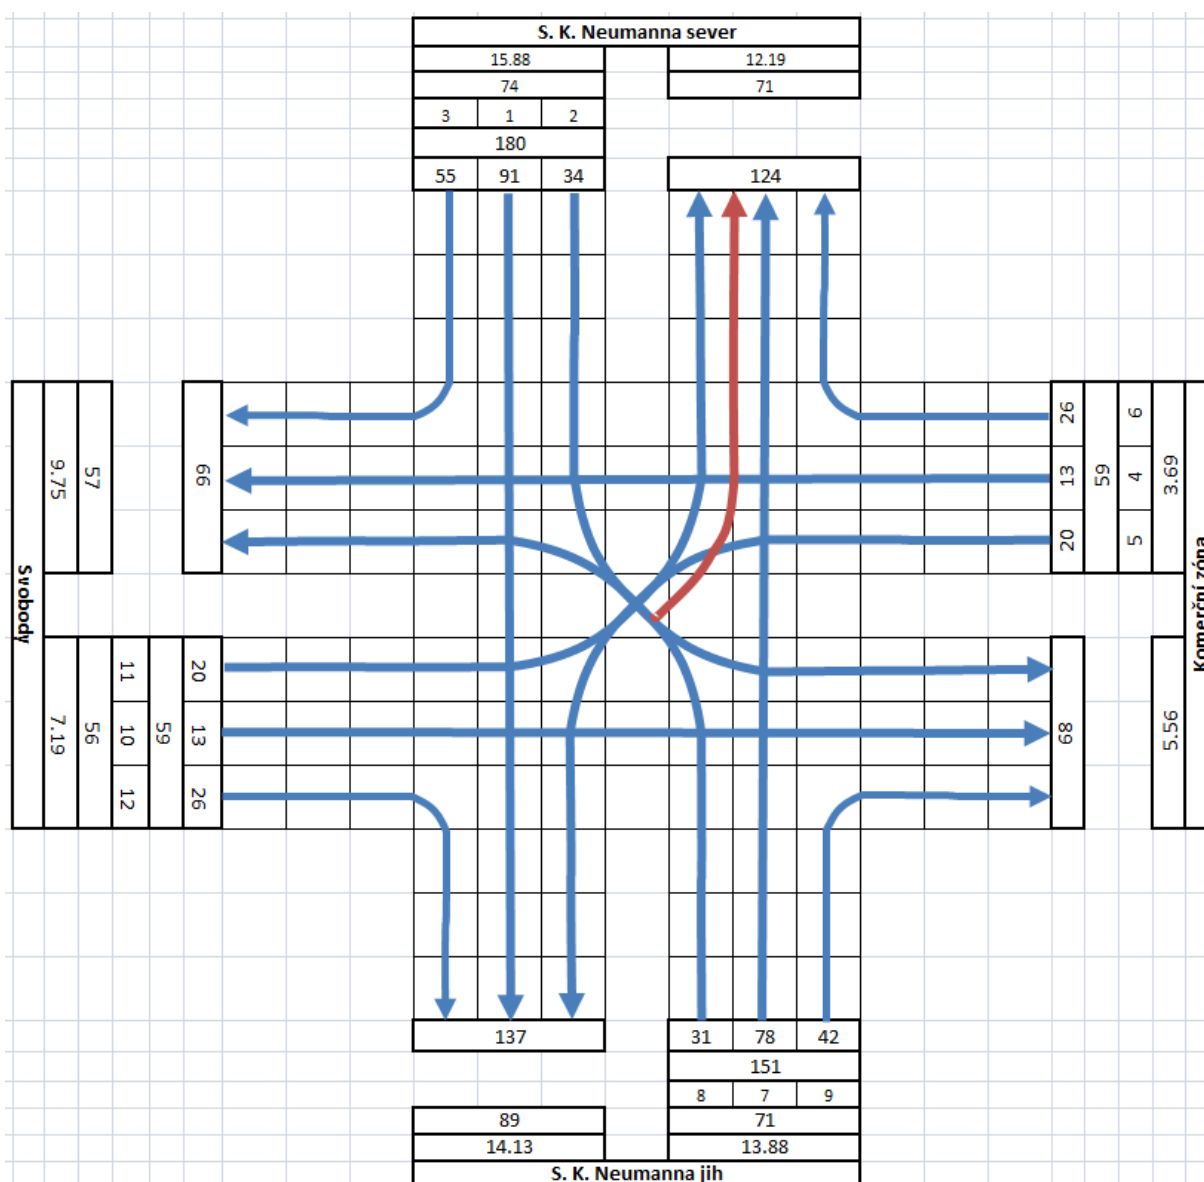 S. K. Neumanna sever
15.88 12.19
74 71
3 1 2
180
55 91 34 124
Svobody
9.75 57 99
7.19 56 11 10 12 59 20 13 26
26 13 20 59 6 4 5 3.69
89 5.56
Komerční zóna
137 31 78 42
151
8 7 9
89 71
14.13 13.88
S. K. Neumanna jih